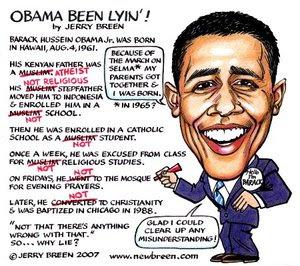 OBAMA BEEN LYIN'!
by JERRY BREEN
BARACK HUSSEIN OBAMA Jr. WAS BORN
IN HAWAII, AUG. 4, 1961.
HIS KENYAN FATHER WAS
A MUSLIM. ATHEIST
NOT RELIGIOUS
HIS MUSLIM STEPFATHER
MOVED HIM TO INDONESIA
& ENROLLED HIM IN A
MUSLIM SCHOOL.
NOT
THEN HE WAS ENROLLED IN A CATHOLIC
SCHOOL AS A MUSLIM STUDENT.
NOT
ONCE A WEEK, HE WAS EXCUSED FROM CLASS
FOR MUSLIM RELIGIOUS STUDIES.
NOT
NOT
ON FRIDAYS, HE WENT TO THE MOSQUE
FOR EVENING PRAYERS.
NOT
LATER, HE CONVERTED TO CHRISTIANITY
& WAS BAPTIZED IN CHICAGO IN 1988.
"NOT THAT THERE'S ANYTHING
WRONG WITH THAT."
SO... WHY LIE?
© JERRY BREEN 2007 www.newbreen.com
BECAUSE OF
THE MARCH ON
SELMA* MY
PARENTS GOT
TOGETHER &
I WAS BORN.
* IN 1965?
BARACK
GLAD I COULD
CLEAR UP ANY
MISUNDERSTANDING!